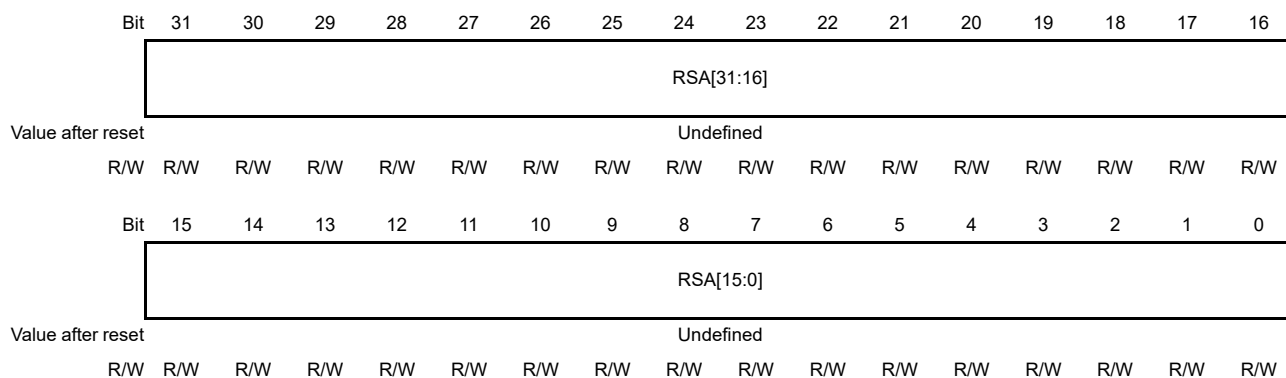 Bit 31 30 29 28 27 26 25 24 23 22 21 20 19 18 17 16
RSA[31:16]
Value after reset Undefined
R/W R/W R/W R/W R/W R/W R/W R/W R/W R/W R/W R/W R/W R/W R/W R/W R/W
Bit 15 14 13 12 11 10 9 8 7 6 5 4 3 2 1 0
RSA[15:0]
Value after reset Undefined
R/W R/W R/W R/W R/W R/W R/W R/W R/W R/W R/W R/W R/W R/W R/W R/W R/W